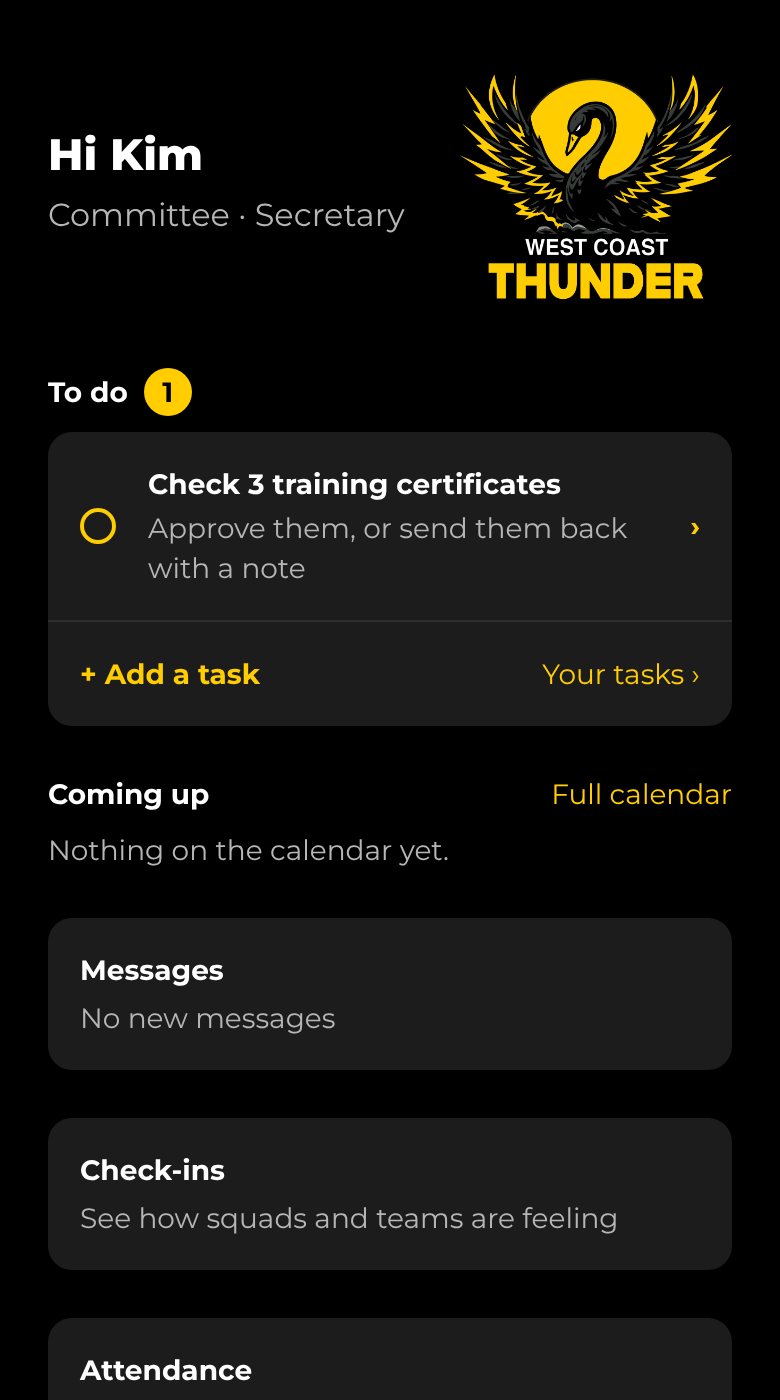 Hi Kim
Committee · Secretary
WEST COAST
THUNDER
To do 1
Check 3 training certificates
Approve them, or send them back
with a note
›
+ Add a task
Your tasks ›
Coming up
Full calendar
Nothing on the calendar yet.
Messages
No new messages
Check-ins
See how squads and teams are feeling
Attendance